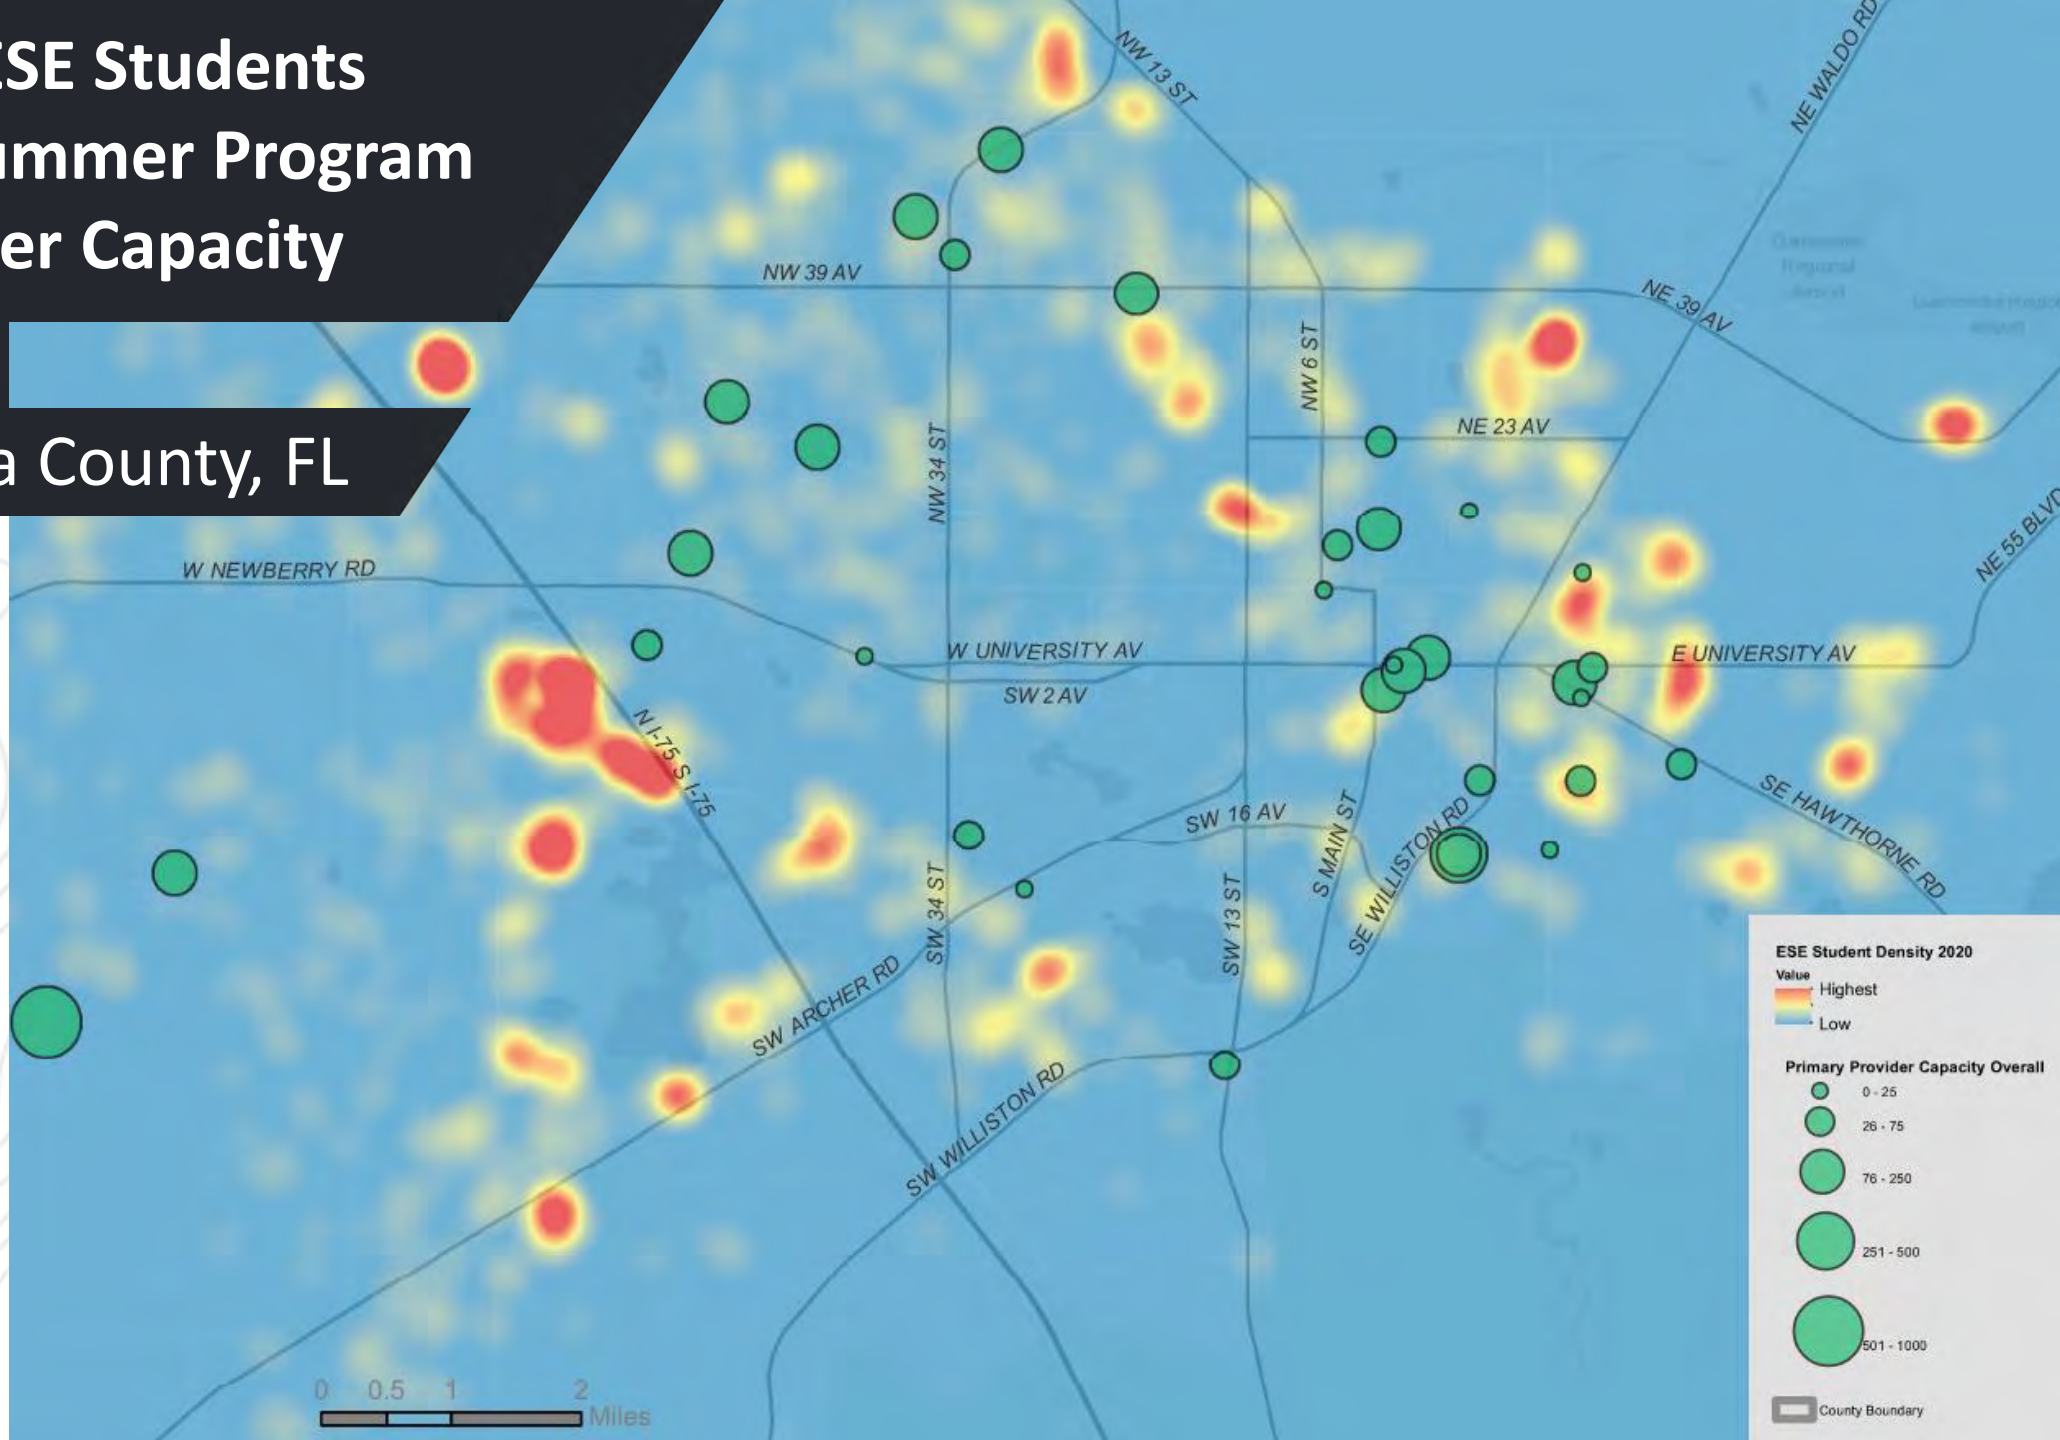 ESE Students
ummer Program
er Capacity
a County, FL
NW 13 ST
NE WALDO RD
NW 39 AV
NE 39 AV
Regional
NW 6 ST
NE 23 AV
NW 34 ST
NE 55 BLVD
W NEWBERRY RD
W UNIVERSITY AV
E UNIVERSITY AV
SW 2 AV
N I-75 S I-75
SW 16 AV
S MAIN ST
SE WILLISTON RD
SE HAWTHORNE RD
SW 34 ST
SW 13 ST
SW ARCHER RD
SW WILLISTON RD
ESE Student Density 2020
Value
Highest
Low
Primary Provider Capacity Overall
0 - 25
26 - 75
76 - 250
251 - 500
501 - 1000
County Boundary
0 0.5 1 2
Miles